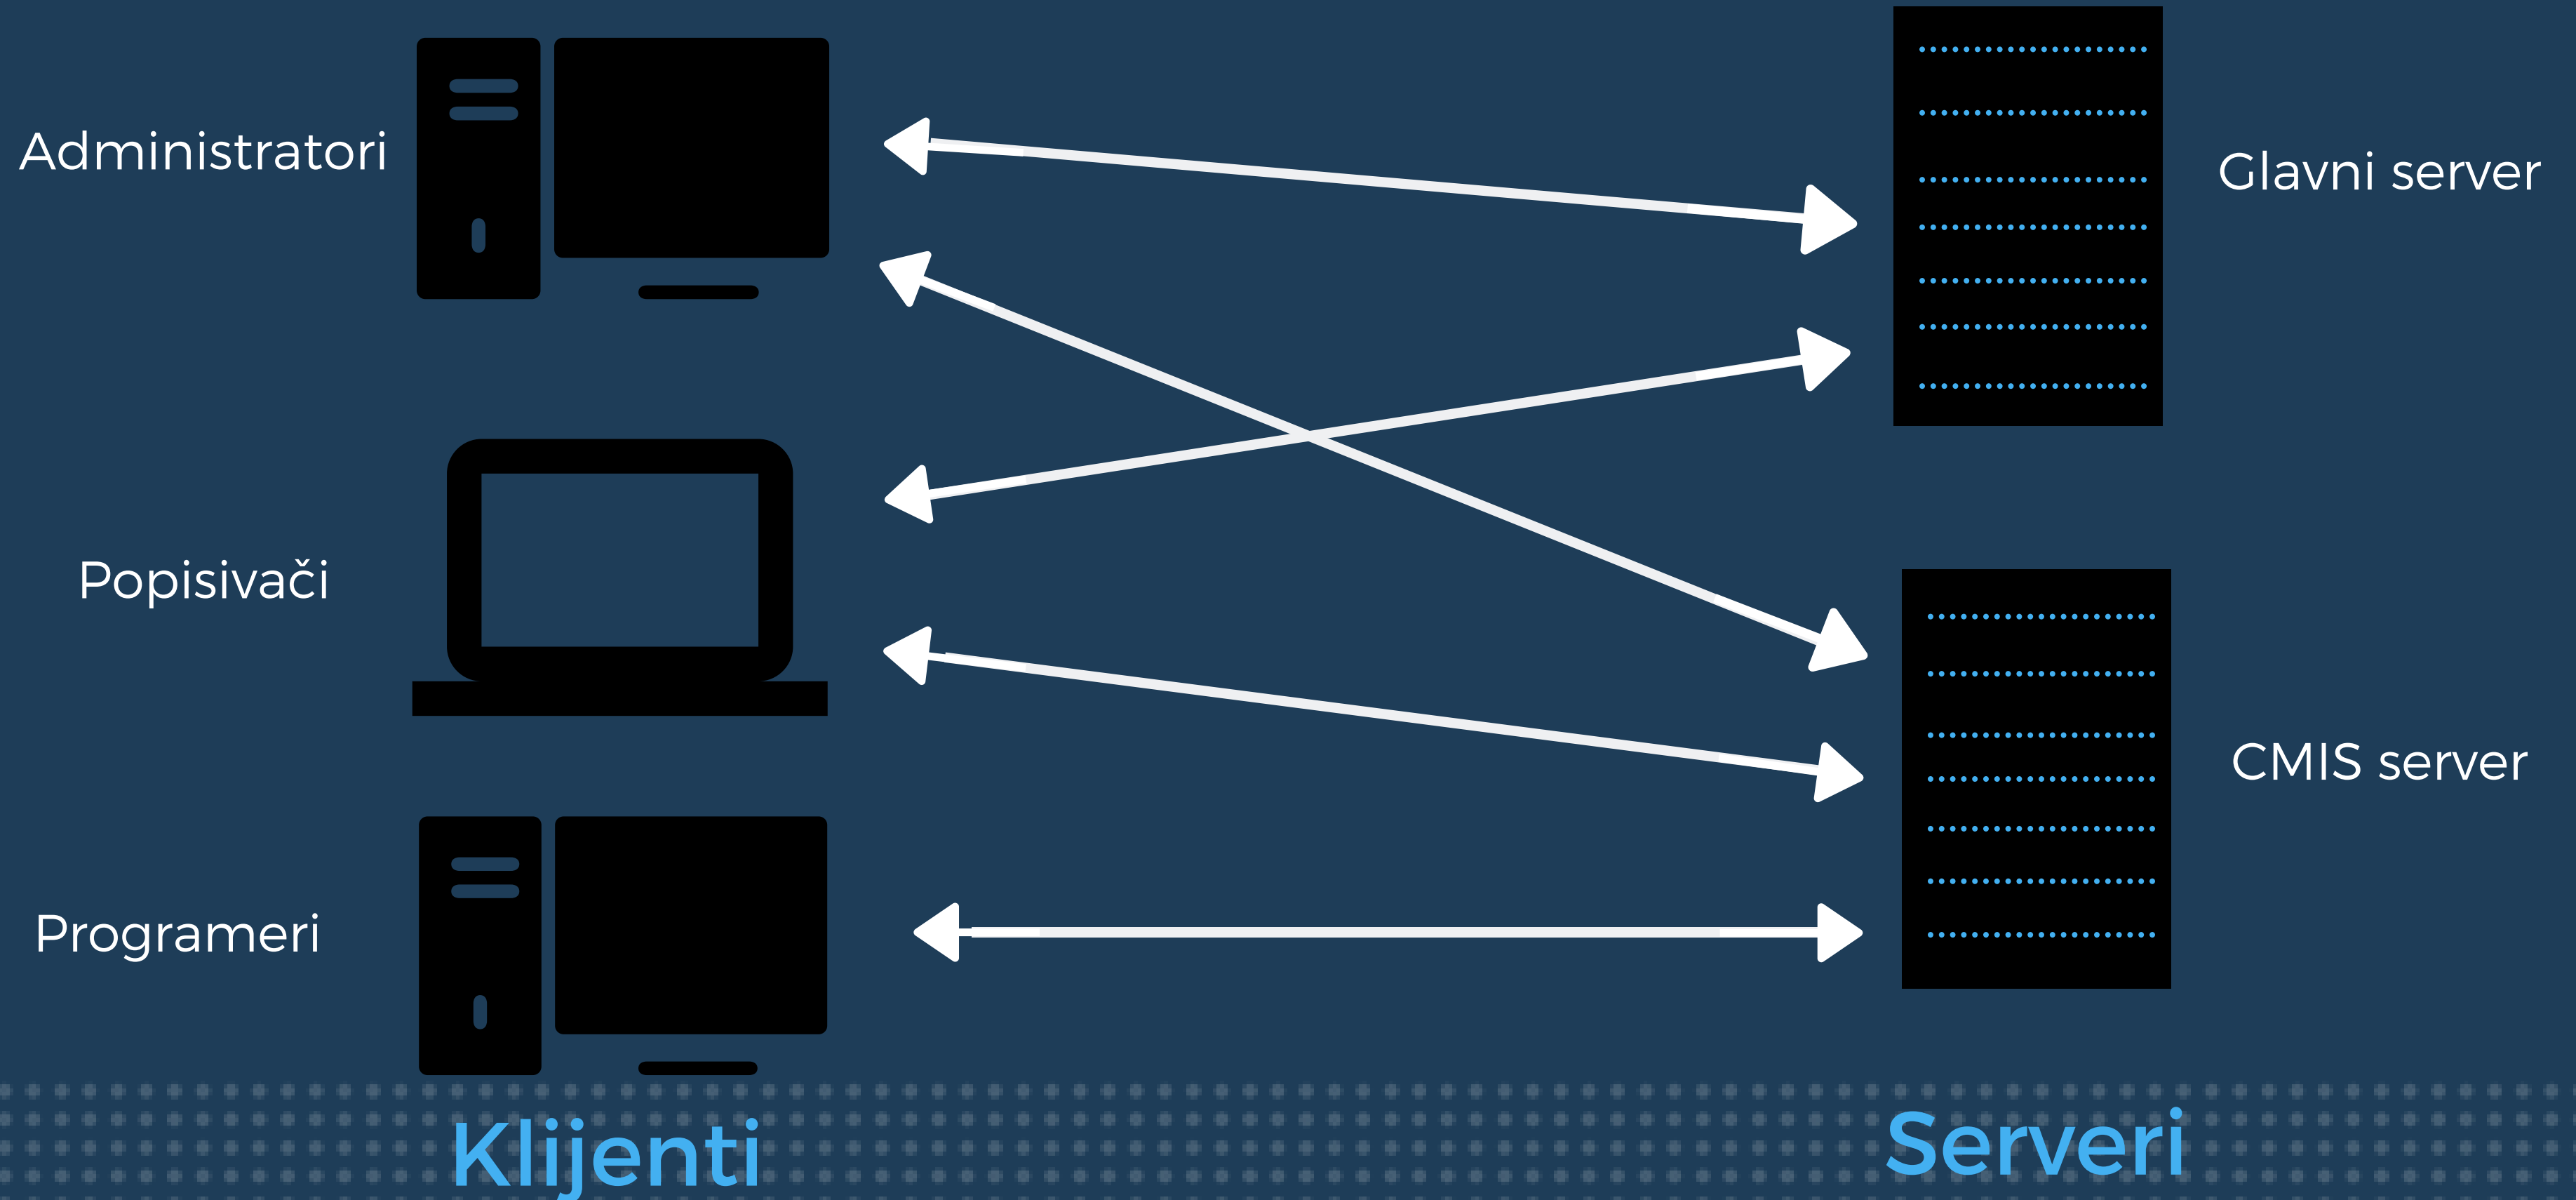 Administratori
Glavni server
Popisivači
CMIS server
Programeri
Klijenti
Serveri